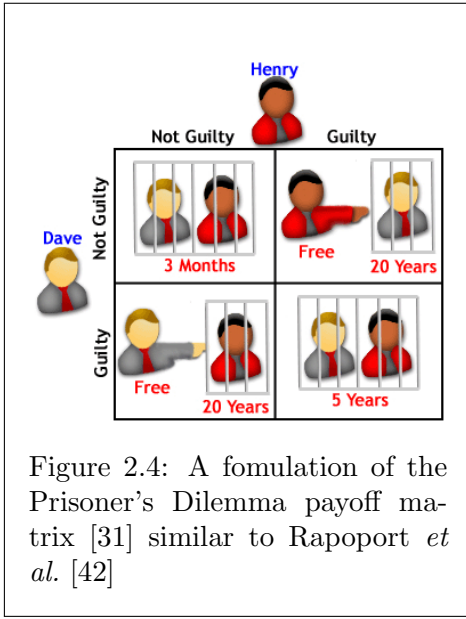 Henry
Not Guilty Guilty
Not Guilty
Dave
3 Months
Free
20 Years
Guilty
Free
20 Years
5 Years
Figure 2.4: A fomulation of the
Prisoner's Dilemma payoff ma-
trix [31] similar to Rapoport et
al. [42]